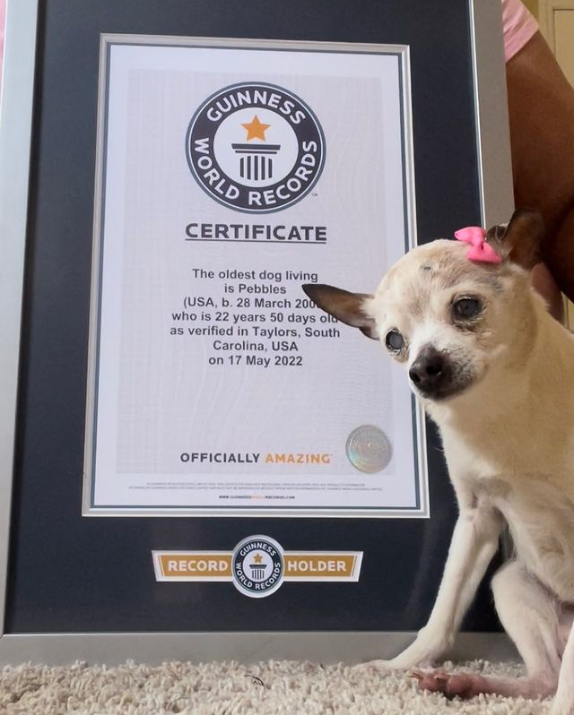 GUINNESS
WORLD RECORDS
CERTIFICATE
The oldest dog living
is Pebbles
(USA, b. 28 March
who is 22 years 50 days old
as verified in Taylors, South
Carolina, USA
on 17 May 2022
OFFICIALLY AMAZING
RECORD
GUINNESS
WORLD RECORDS
HOLDER